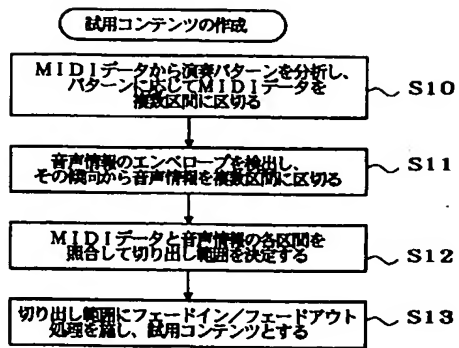 試用コンテンツの作成
MIDIデータから演奏パターンを分析し、
パターンに応じてMIDIデータを
複数区間に区切る
S10
音声情報のエンベロープを検出し、
その傾向から音声情報を複数区間に区切る
S11
MIDIデータと音声情報の各区間を
照合して切り出し範囲を決定する
S12
切り出し範囲にフェードイン/フェードアウト
処理を施し、試用コンテンツとする
S13